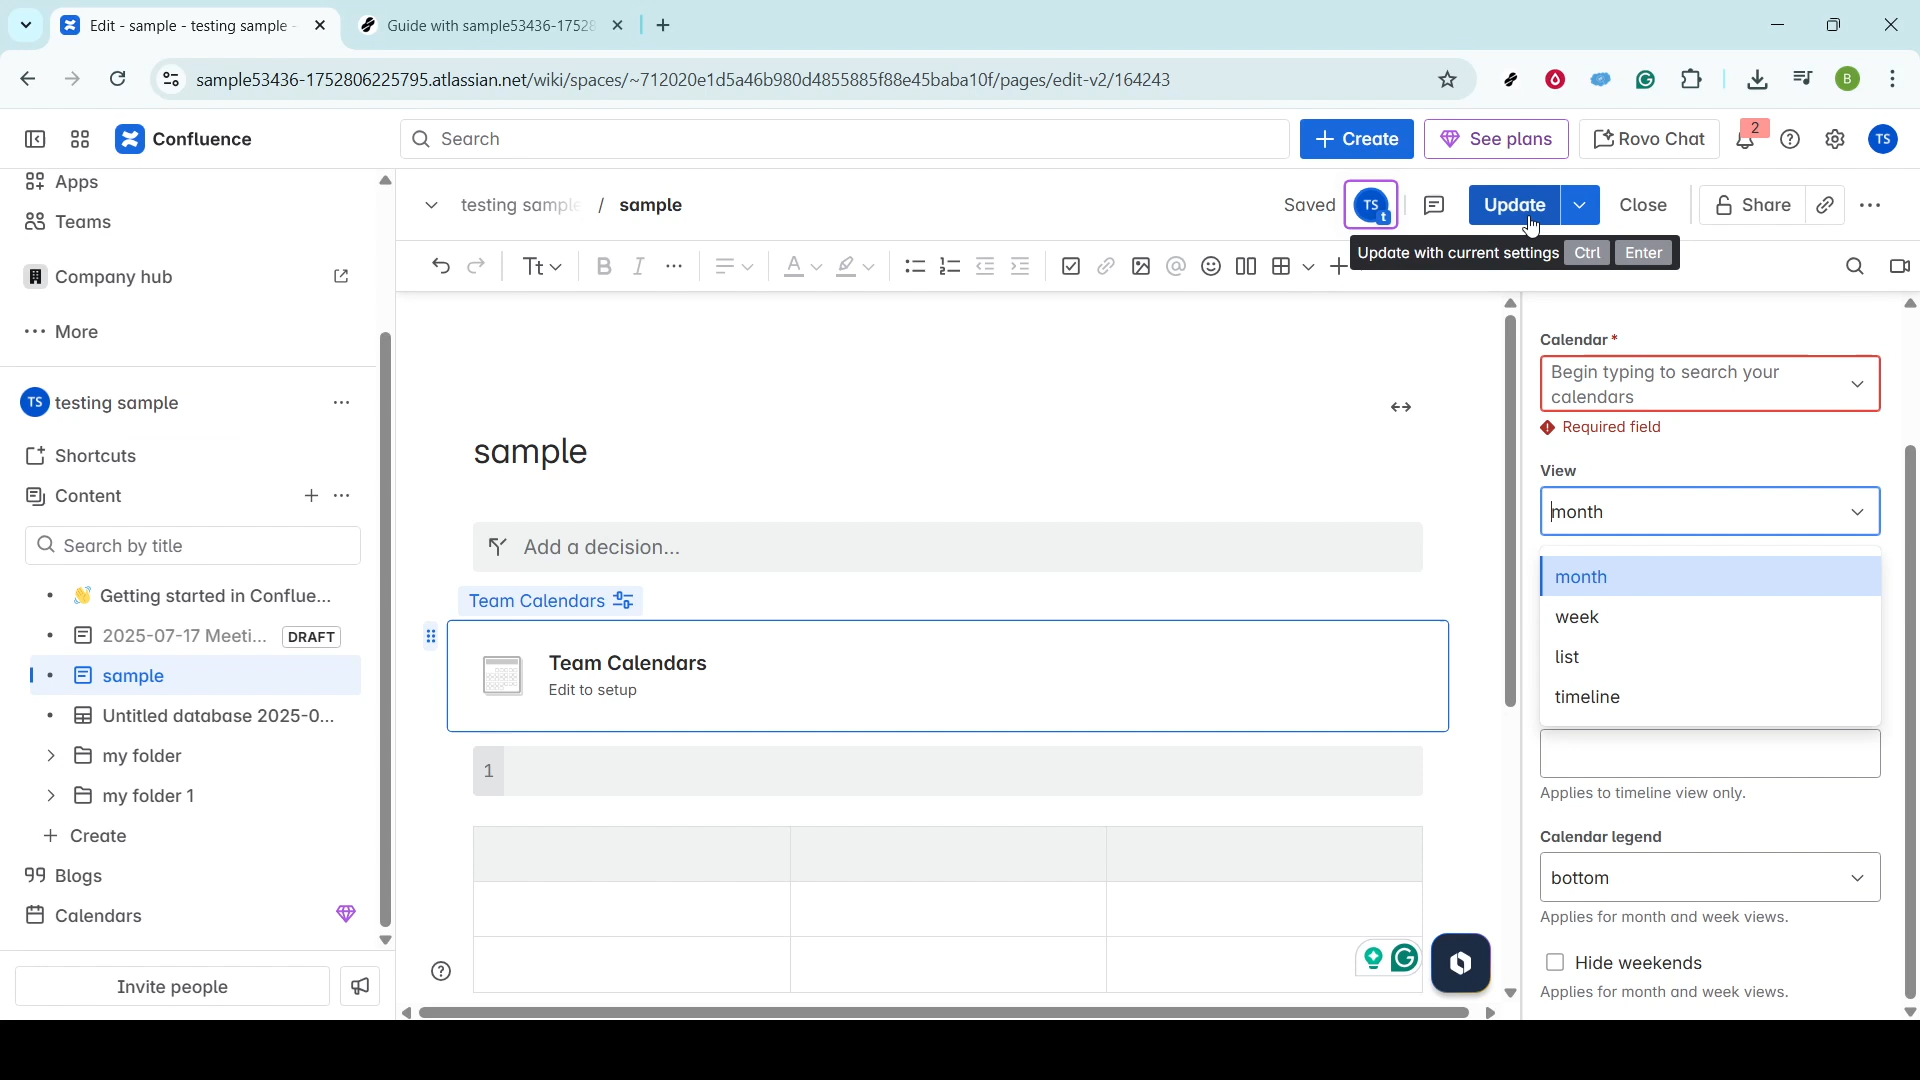 Edit - sample - testing sample -
Guide with sample53436-17528
sample53436-1752806225795.atlassian.net/wiki/spaces/~712020e1d5a46b980d4855885f88e45baba10f/pages/edit-v2/164243
B
Confluence
Search
+ Create
See plans
Rovo Chat
2
TS
Apps
Teams
Company hub
More
TS testing sample
Shortcuts
Content
Search by title
Getting started in Conflue...
2025-07-17 Meeti... DRAFT
sample
Untitled database 2025-0...
my folder
my folder 1
+ Create
Blogs
Calendars
Invite people
testing sample / sample
Saved
TS
t
Update
Close
Share
Update with current settings Ctrl Enter
Tt
B
I
A
sample
Add a decision...
Team Calendars
Team Calendars
Edit to setup
1
Calendar *
Begin typing to search your
calendars
Required field
View
month
month
week
list
timeline
Applies to timeline view only.
Calendar legend
bottom
Applies for month and week views.
Hide weekends
Applies for month and week views.